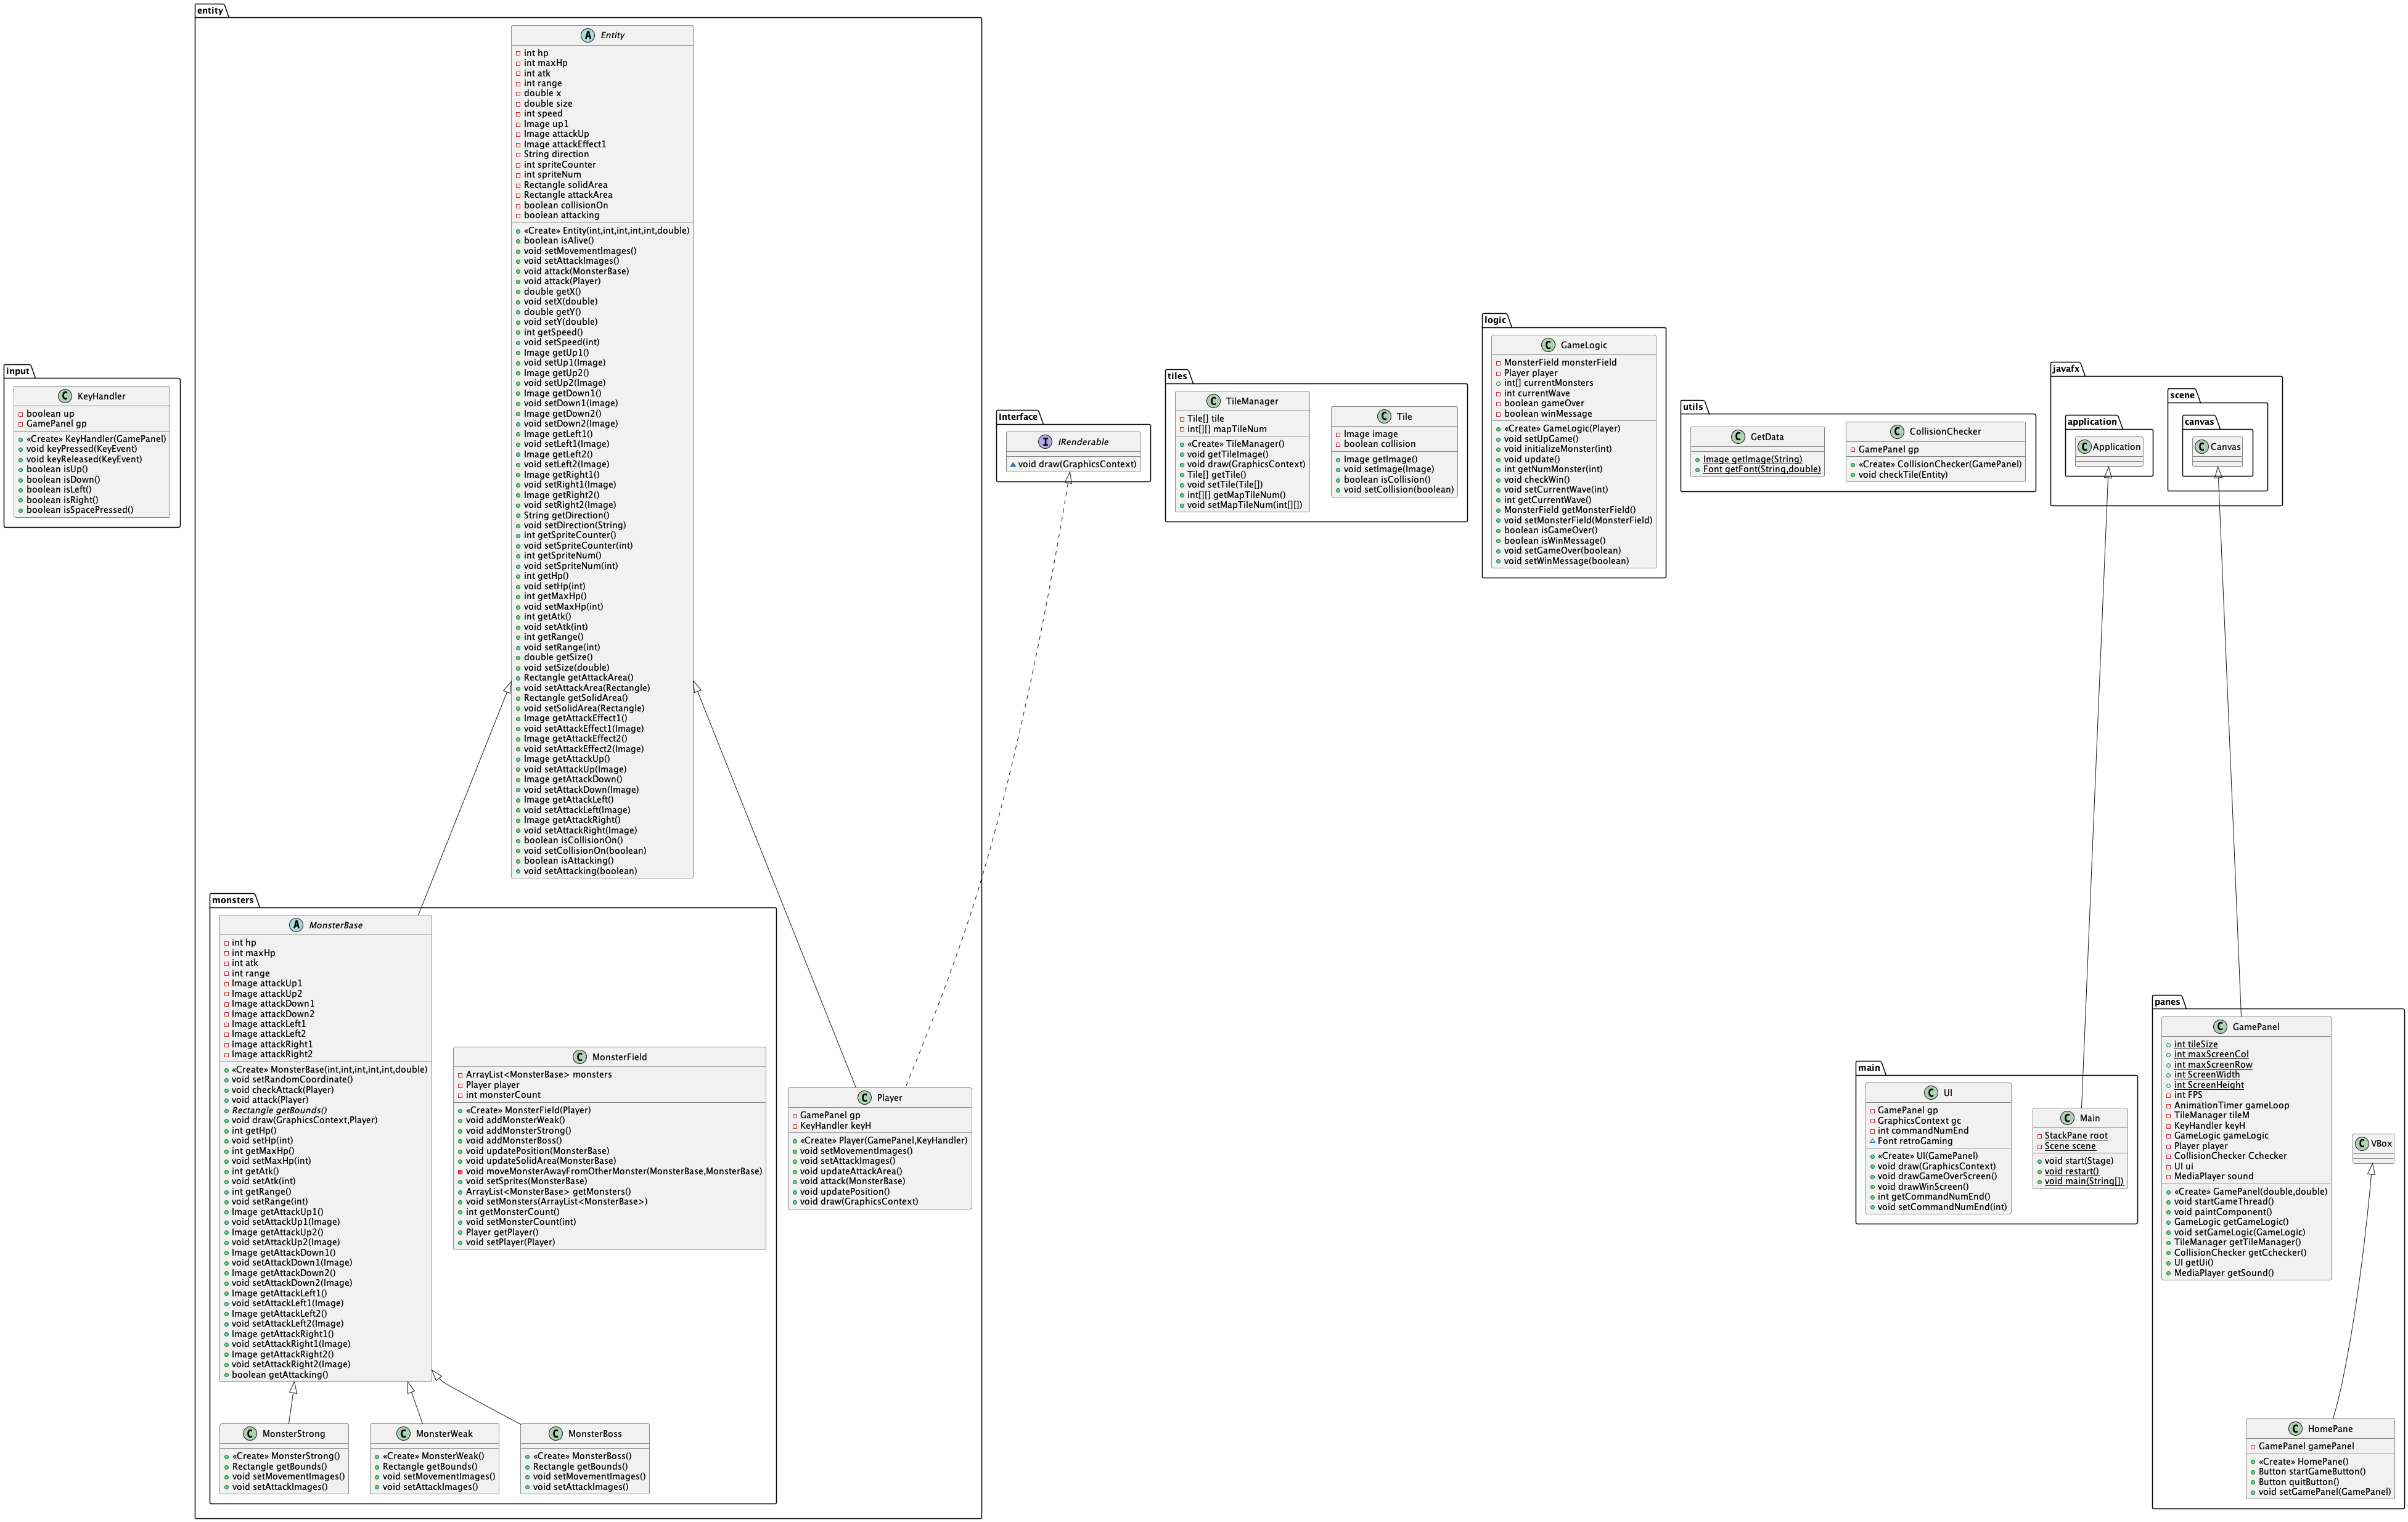 input
KeyHandler
boolean up
GamePanel gp
«Create» KeyHandler(GamePanel)
void keyPressed(KeyEvent)
void keyReleased(KeyEvent)
boolean isUp()
boolean isDown()
boolean isLeft()
boolean isRight()
boolean isSpacePressed()
entity
Entity
int hp
int maxHp
int atk
int range
double x
double size
int speed
Image up1
Image attackUp
Image attackEffect1
String direction
int spriteCounter
int spriteNum
Rectangle solidArea
Rectangle attackArea
boolean collisionOn
boolean attacking
«Create» Entity(int,int,int,int,int,double)
boolean isAlive()
void setMovementImages()
void setAttackImages()
void attack(MonsterBase)
void attack(Player)
double getX()
void setX(double)
double getY()
void setY(double)
int getSpeed()
void setSpeed(int)
Image getUp1()
void setUp1(Image)
Image getUp2()
void setUp2(Image)
Image getDown1()
void setDown1(Image)
Image getDown2()
void setDown2(Image)
Image getLeft1()
void setLeft1(Image)
Image getLeft2()
void setLeft2(Image)
Image getRight1()
void setRight1(Image)
Image getRight2()
void setRight2(Image)
String getDirection()
void setDirection(String)
int getSpriteCounter()
void setSpriteCounter(int)
int getSpriteNum()
void setSpriteNum(int)
int getHp()
void setHp(int)
int getMaxHp()
void setMaxHp(int)
int getAtk()
void setAtk(int)
int getRange()
void setRange(int)
double getSize()
void setSize(double)
Rectangle getAttackArea()
void setAttackArea(Rectangle)
Rectangle getSolidArea()
void setSolidArea(Rectangle)
Image getAttackEffect1()
void setAttackEffect1(Image)
Image getAttackEffect2()
void setAttackEffect2(Image)
Image getAttackUp()
void setAttackUp(Image)
Image getAttackDown()
void setAttackDown(Image)
Image getAttackLeft()
void setAttackLeft(Image)
Image getAttackRight()
void setAttackRight(Image)
boolean isCollisionOn()
void setCollisionOn(boolean)
boolean isAttacking()
void setAttacking(boolean)
monsters
MonsterBase
int hp
int maxHp
int atk
int range
Image attackUp1
Image attackUp2
Image attackDown1
Image attackDown2
Image attackLeft1
Image attackLeft2
Image attackRight1
Image attackRight2
«Create» MonsterBase(int,int,int,int,int,double)
void setRandomCoordinate()
void checkAttack(Player)
void attack(Player)
Rectangle getBounds()
void draw(GraphicsContext,Player)
int getHp()
void setHp(int)
int getMaxHp()
void setMaxHp(int)
int getAtk()
void setAtk(int)
int getRange()
void setRange(int)
Image getAttackUp1()
void setAttackUp1(Image)
Image getAttackUp2()
void setAttackUp2(Image)
Image getAttackDown1()
void setAttackDown1(Image)
Image getAttackDown2()
void setAttackDown2(Image)
Image getAttackLeft1()
void setAttackLeft1(Image)
Image getAttackLeft2()
void setAttackLeft2(Image)
Image getAttackRight1()
void setAttackRight1(Image)
Image getAttackRight2()
void setAttackRight2(Image)
boolean getAttacking()
MonsterField
ArrayList<MonsterBase> monsters
Player player
int monsterCount
«Create» MonsterField(Player)
void addMonsterWeak()
void addMonsterStrong()
void addMonsterBoss()
void updatePosition(MonsterBase)
void updateSolidArea(MonsterBase)
void moveMonsterAwayFromOtherMonster(MonsterBase,MonsterBase)
void setSprites(MonsterBase)
ArrayList<MonsterBase> getMonsters()
void setMonsters(ArrayList<MonsterBase>)
int getMonsterCount()
void setMonsterCount(int)
Player getPlayer()
void setPlayer(Player)
MonsterStrong
«Create» MonsterStrong()
Rectangle getBounds()
void setMovementImages()
void setAttackImages()
MonsterWeak
«Create» MonsterWeak()
Rectangle getBounds()
void setMovementImages()
void setAttackImages()
MonsterBoss
«Create» MonsterBoss()
Rectangle getBounds()
void setMovementImages()
void setAttackImages()
Player
GamePanel gp
KeyHandler keyH
«Create» Player(GamePanel,KeyHandler)
void setMovementImages()
void setAttackImages()
void updateAttackArea()
void attack(MonsterBase)
void updatePosition()
void draw(GraphicsContext)
Interface
IRenderable
void draw(GraphicsContext)
tiles
TileManager
Tile[] tile
int[][] mapTileNum
«Create» TileManager()
void getTileImage()
void draw(GraphicsContext)
Tile[] getTile()
void setTile(Tile[])
int[][] getMapTileNum()
void setMapTileNum(int[][])
Tile
Image image
boolean collision
Image getImage()
void setImage(Image)
boolean isCollision()
void setCollision(boolean)
logic
GameLogic
MonsterField monsterField
Player player
int[] currentMonsters
int currentWave
boolean gameOver
boolean winMessage
«Create» GameLogic(Player)
void setUpGame()
void initializeMonster(int)
void update()
int getNumMonster(int)
void checkWin()
void setCurrentWave(int)
int getCurrentWave()
MonsterField getMonsterField()
void setMonsterField(MonsterField)
boolean isGameOver()
boolean isWinMessage()
void setGameOver(boolean)
void setWinMessage(boolean)
utils
GetData
Image getImage(String)
Font getFont(String,double)
CollisionChecker
GamePanel gp
«Create» CollisionChecker(GamePanel)
void checkTile(Entity)
javafx
application
Application
scene
canvas
Canvas
main
UI
GamePanel gp
GraphicsContext gc
int commandNumEnd
Font retroGaming
«Create» UI(GamePanel)
void draw(GraphicsContext)
void drawGameOverScreen()
void drawWinScreen()
int getCommandNumEnd()
void setCommandNumEnd(int)
Main
StackPane root
Scene scene
void start(Stage)
void restart()
void main(String[])
panes
GamePanel
int tileSize
int maxScreenCol
int maxScreenRow
int ScreenWidth
int ScreenHeight
int FPS
AnimationTimer gameLoop
TileManager tileM
KeyHandler keyH
GameLogic gameLogic
Player player
CollisionChecker Cchecker
UI ui
MediaPlayer sound
«Create» GamePanel(double,double)
void startGameThread()
void paintComponent()
GameLogic getGameLogic()
void setGameLogic(GameLogic)
TileManager getTileManager()
CollisionChecker getCchecker()
UI getUi()
MediaPlayer getSound()
VBox
HomePane
GamePanel gamePanel
«Create» HomePane()
Button startGameButton()
Button quitButton()
void setGamePanel(GamePanel)